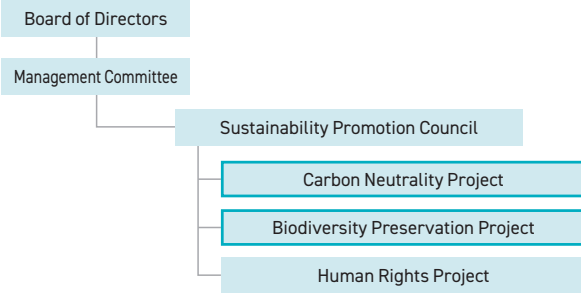 Board of Directors
Management Committee
Sustainability Promotion Council
Carbon Neutrality Project
Biodiversity Preservation Project
Human Rights Project